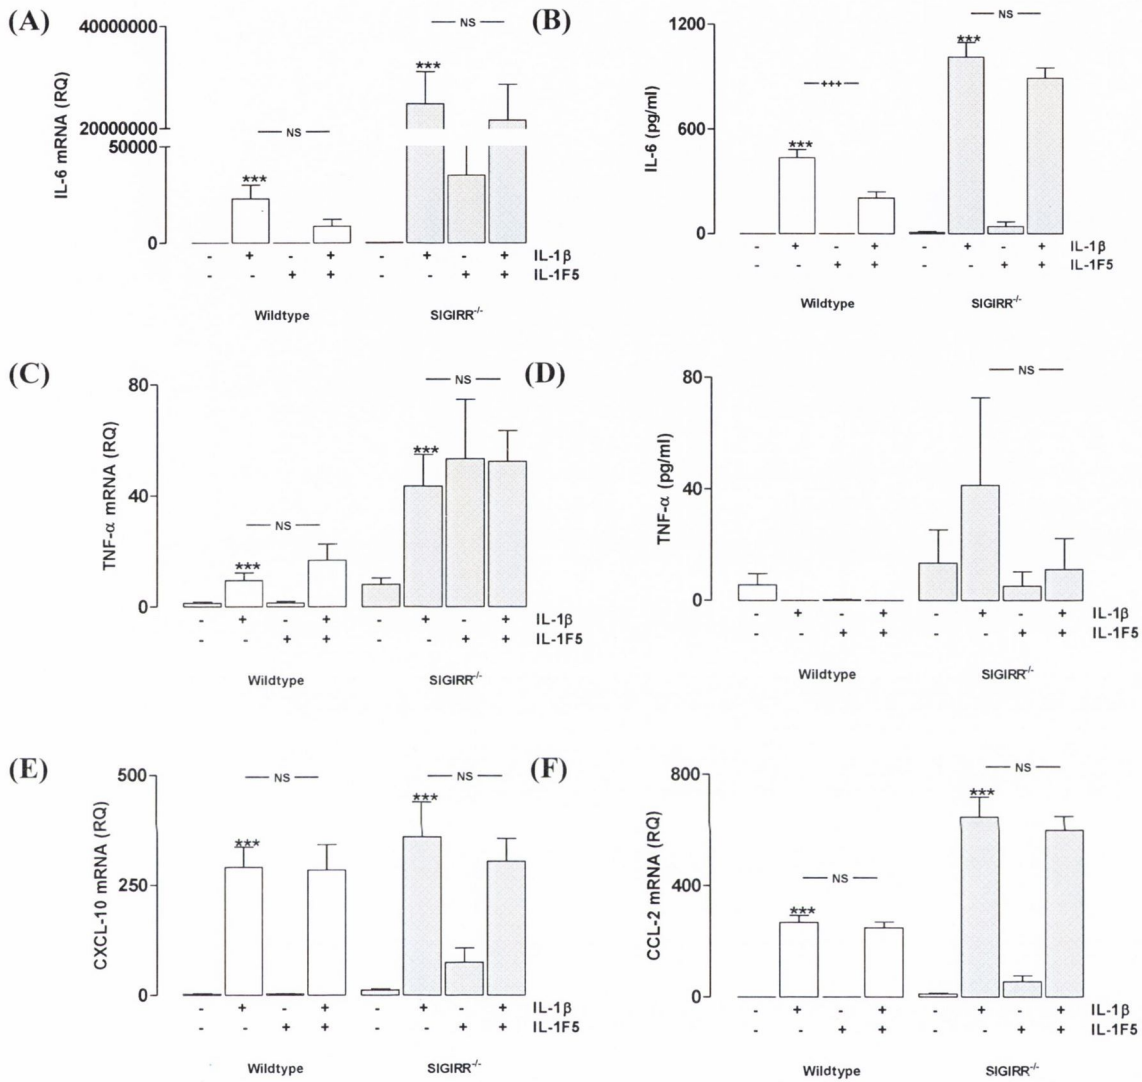 (A)
IL-6 mRNA (RQ)
40000000
20000000
50000
0
NS
***
NS
***
- + - + - + - + IL-1β
- - + + - - + + IL-1F5
Wildtype SIGIRR-/-
(B)
IL-6 (pg/ml)
1200
600
0
+++
***
NS
***
- + - + - + - + IL-1β
- - + + - - + + IL-1F5
Wildtype SIGIRR-/-
(C)
TNF-α mRNA (RQ)
80
40
0
NS
***
NS
***
- + - + - + - + IL-1β
- - + + - - + + IL-1F5
Wildtype SIGIRR-/-
(D)
TNF-α (pg/ml)
80
40
0
NS
- + - + - + - + IL-1β
- - + + - - + + IL-1F5
Wildtype SIGIRR-/-
(E)
CXCL-10 mRNA (RQ)
500
250
0
NS
***
NS
***
- + - + - + - + IL-1β
- - + + - - + + IL-1F5
Wildtype SIGIRR-/-
(F)
CCL-2 mRNA (RQ)
800
400
0
NS
***
NS
***
- + - + - + - + IL-1β
- - + + - - + + IL-1F5
Wildtype SIGIRR-/-